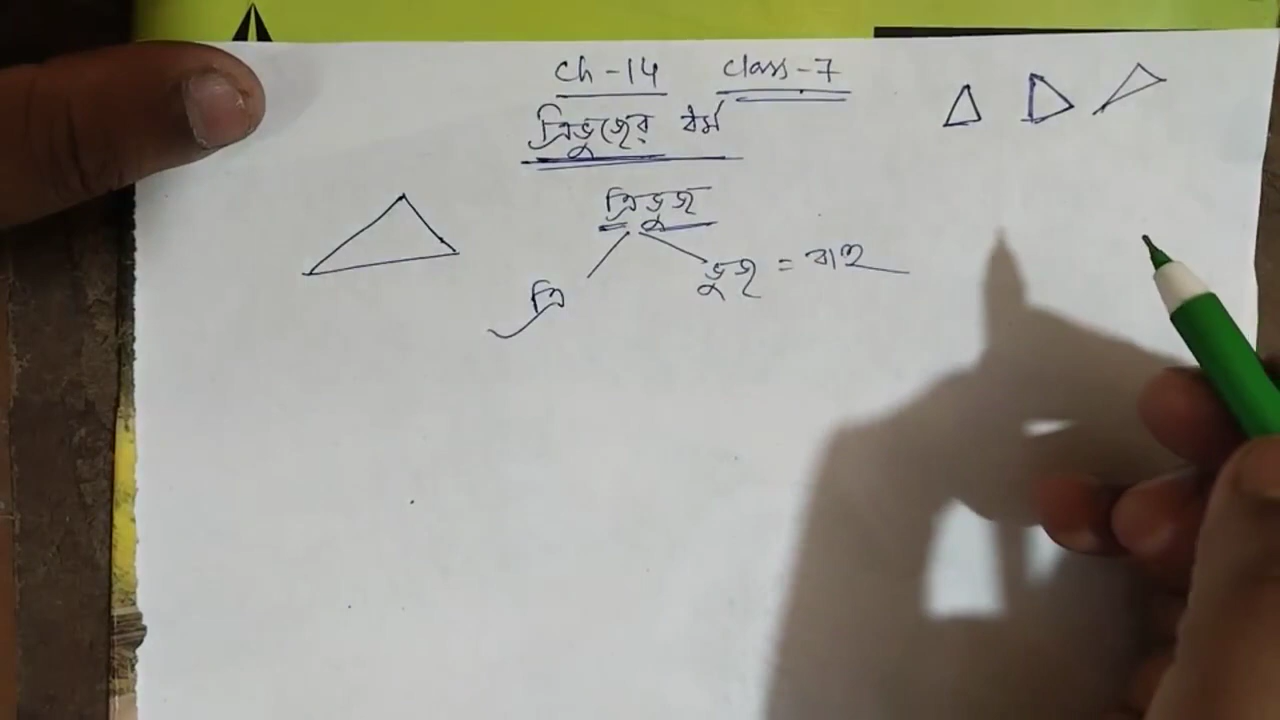 Ch-14 Class-7
ত্রিভুজের ধর্ম
ত্রিভুজ
ত্রি ভুজ = বাহু